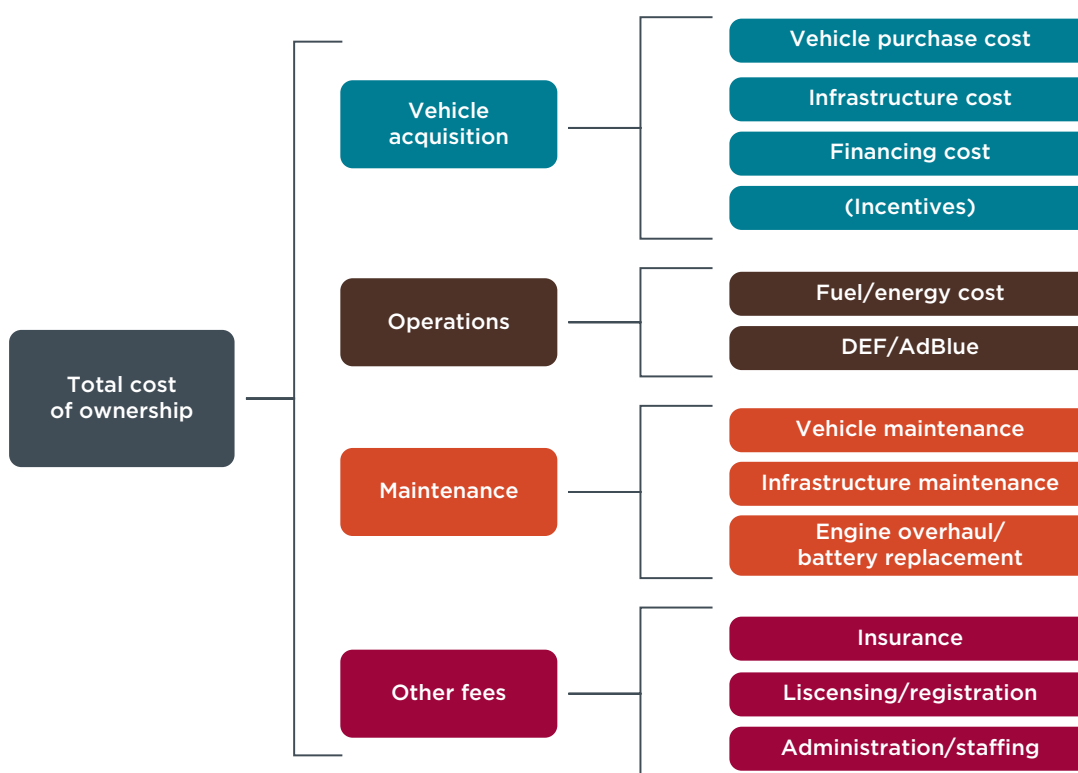 Total cost
of ownership
Vehicle
acquisition
Vehicle purchase cost
Infrastructure cost
Financing cost
(Incentives)
Operations
Fuel/energy cost
DEF/AdBlue
Maintenance
Vehicle maintenance
Infrastructure maintenance
Engine overhaul/
battery replacement
Other fees
Insurance
Liscensing/registration
Administration/staffing